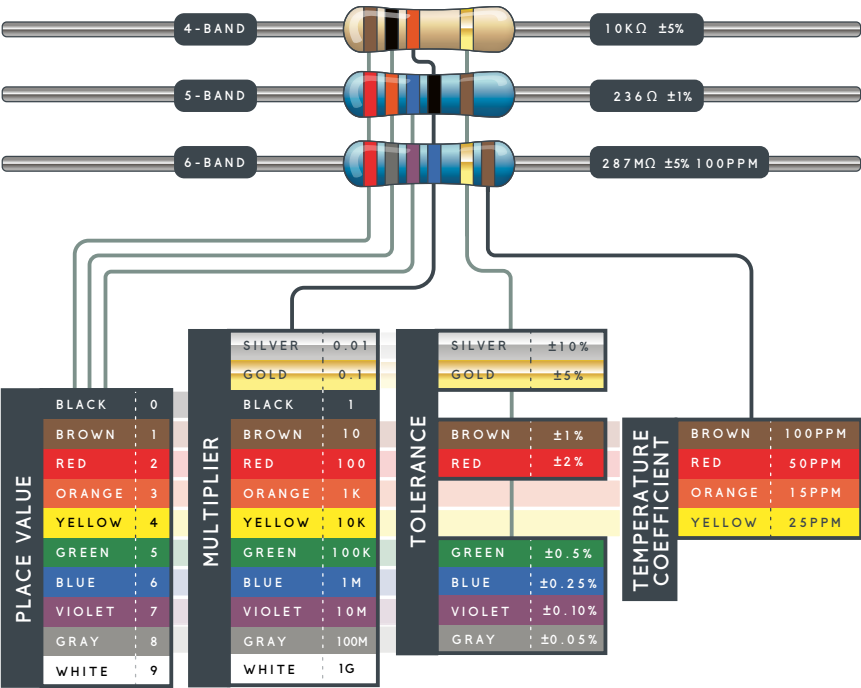 4-BAND 10KΩ ±5%
5-BAND 236Ω ±1%
6-BAND 287MΩ ±5% 100PPM
PLACE VALUE
BLACK 0
BROWN 1
RED 2
ORANGE 3
YELLOW 4
GREEN 5
BLUE 6
VIOLET 7
GRAY 8
WHITE 9
MULTIPLIER
SILVER 0.01
GOLD 0.1
BLACK 1
BROWN 10
RED 100
ORANGE 1K
YELLOW 10K
GREEN 100K
BLUE 1M
VIOLET 10M
GRAY 100M
WHITE 1G
TOLERANCE
SILVER ±10%
GOLD ±5%
BROWN ±1%
RED ±2%
GREEN ±0.5%
BLUE ±0.25%
VIOLET ±0.10%
GRAY ±0.05%
TEMPERATURE
COEFFICIENT
BROWN 100PPM
RED 50PPM
ORANGE 15PPM
YELLOW 25PPM